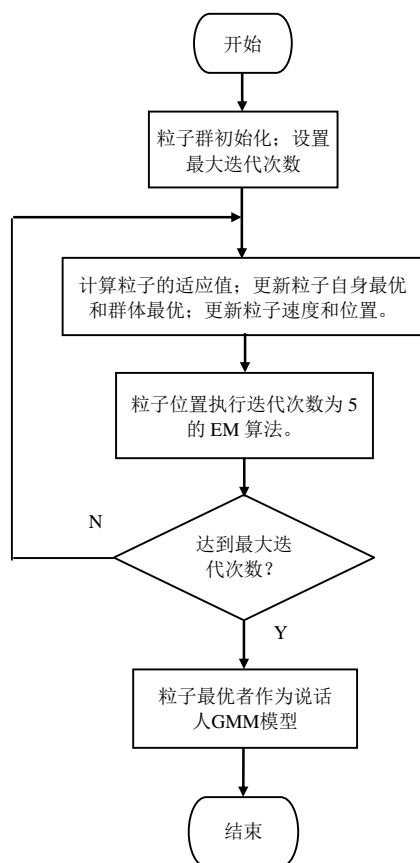 开始
粒子群初始化；设置
最大迭代次数
计算粒子的适应值；更新粒子自身最优
和群体最优；更新粒子速度和位置。
粒子位置执行迭代次数为 5
的 EM 算法。
N
达到最大迭
代次数？
Y
粒子最优者作为说话
人GMM模型
结束